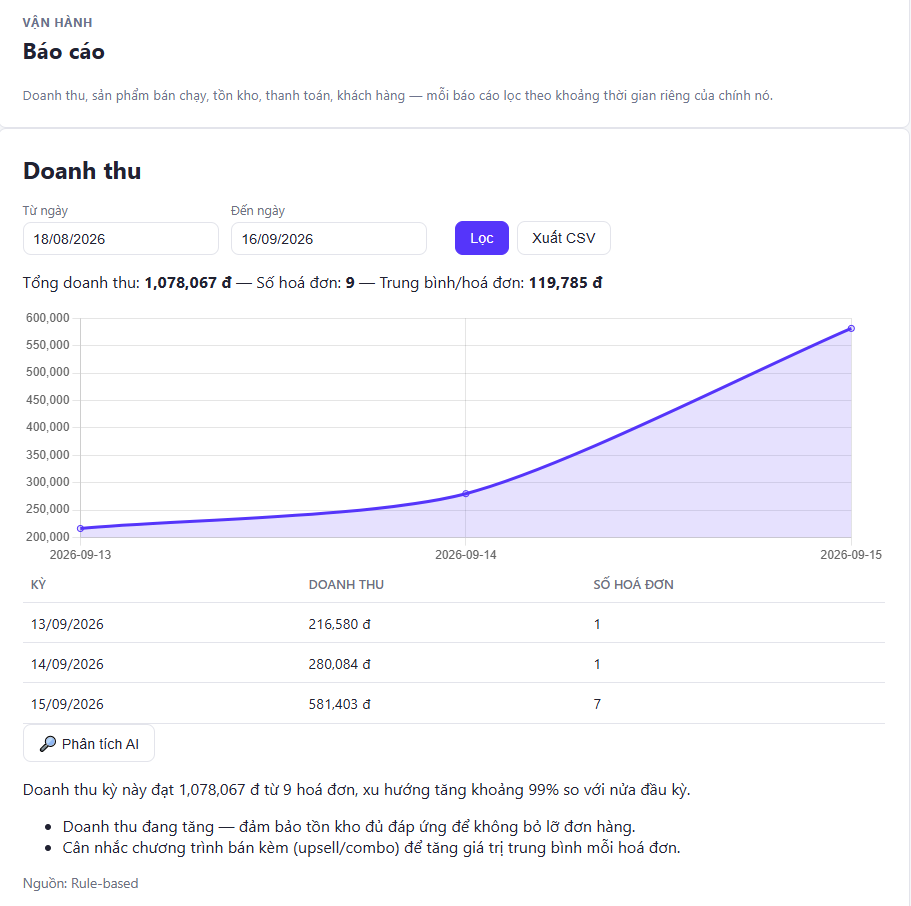 VẬN HÀNH
Báo cáo
Doanh thu, sản phẩm bán chạy, tồn kho, thanh toán, khách hàng — mỗi báo cáo lọc theo khoảng thời gian riêng của chính nó.
Doanh thu
Từ ngày Đến ngày
18/08/2026 16/09/2026 Lọc Xuất CSV
Tổng doanh thu: 1,078,067 đ — Số hoá đơn: 9 — Trung bình/hoá đơn: 119,785 đ
600,000
550,000
500,000
450,000
400,000
350,000
300,000
250,000
200,000
2026-09-13 2026-09-14 2026-09-15
KỲ DOANH THU SỐ HOÁ ĐƠN
13/09/2026 216,580 đ 1
14/09/2026 280,084 đ 1
15/09/2026 581,403 đ 7
Phân tích AI
Doanh thu kỳ này đạt 1,078,067 đ từ 9 hoá đơn, xu hướng tăng khoảng 99% so với nửa đầu kỳ.
• Doanh thu đang tăng — đảm bảo tồn kho đủ đáp ứng để không bỏ lỡ đơn hàng.
• Cân nhắc chương trình bán kèm (upsell/combo) để tăng giá trị trung bình mỗi hoá đơn.
Nguồn: Rule-based